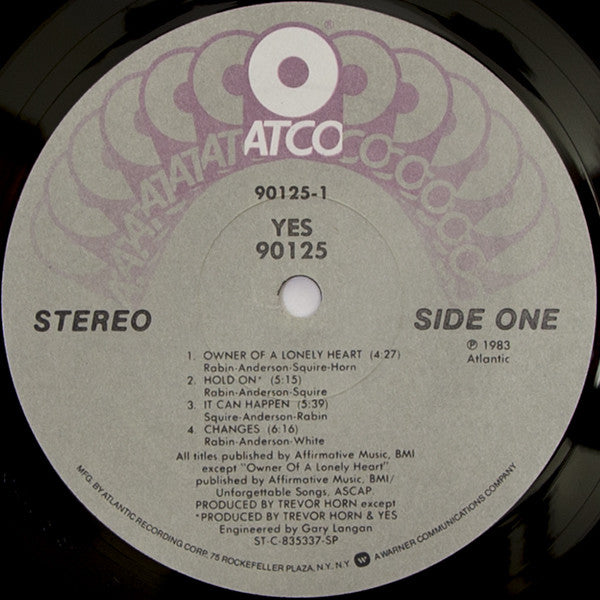 ATCO
®
90125-1
YES
90125
STEREO
SIDE ONE
℗ 1983
Atlantic
1. OWNER OF A LONELY HEART (4:27)
Rabin-Anderson-Squire-Horn
2. HOLD ON* (5:15)
Rabin-Anderson-Squire
3. IT CAN HAPPEN (5:39)
Squire-Anderson-Rabin
4. CHANGES (6:16)
Rabin-Anderson-White
All titles published by Affirmative Music, BMI
except "Owner Of A Lonely Heart"
published by Affirmative Music, BMI/
Unforgettable Songs, ASCAP.
PRODUCED BY TREVOR HORN except
*PRODUCED BY TREVOR HORN & YES
Engineered by Gary Langan
ST-C-835337-SP
MFG. BY ATLANTIC RECORDING CORP. 75 ROCKEFELLER PLAZA, N.Y. N.Y. A WARNER COMMUNICATIONS COMPANY